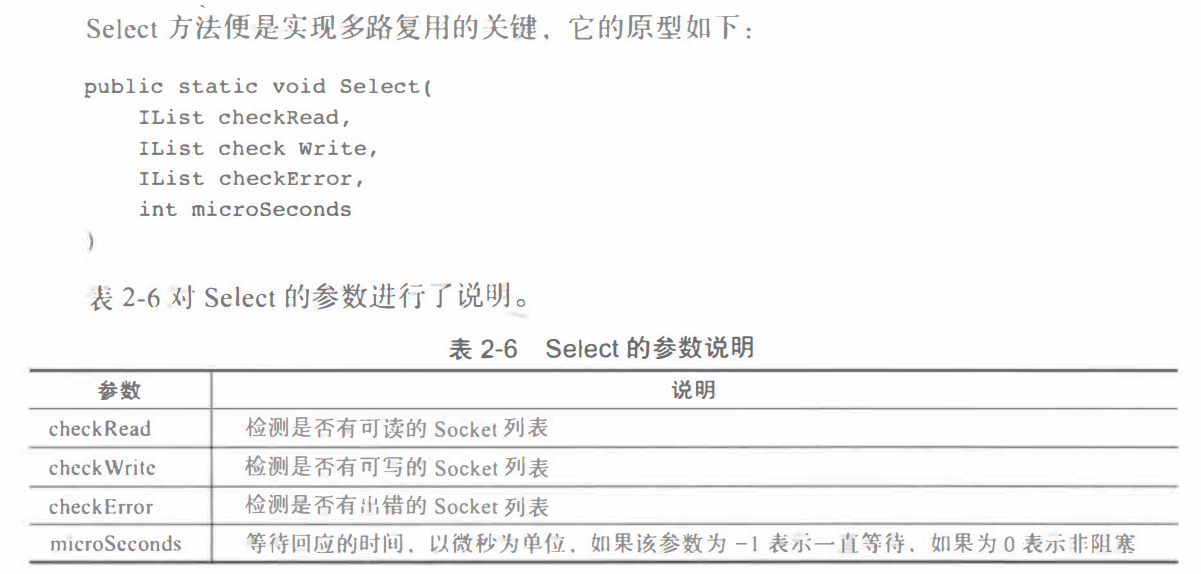 Select 方法便是实现多路复用的关键，它的原型如下：
public static void Select(
IList checkRead,
IList check Write,
IList checkError,
int microSeconds
)
表 2-6 对 Select 的参数进行了说明。
表 2-6 Select 的参数说明
参数 说明
checkRead 检测是否有可读的 Socket 列表
checkWrite 检测是否有可写的 Socket 列表
checkError 检测是否有出错的 Socket 列表
microSeconds 等待回应的时间，以微秒为单位，如果该参数为 -1 表示一直等待，如果为 0 表示非阻塞